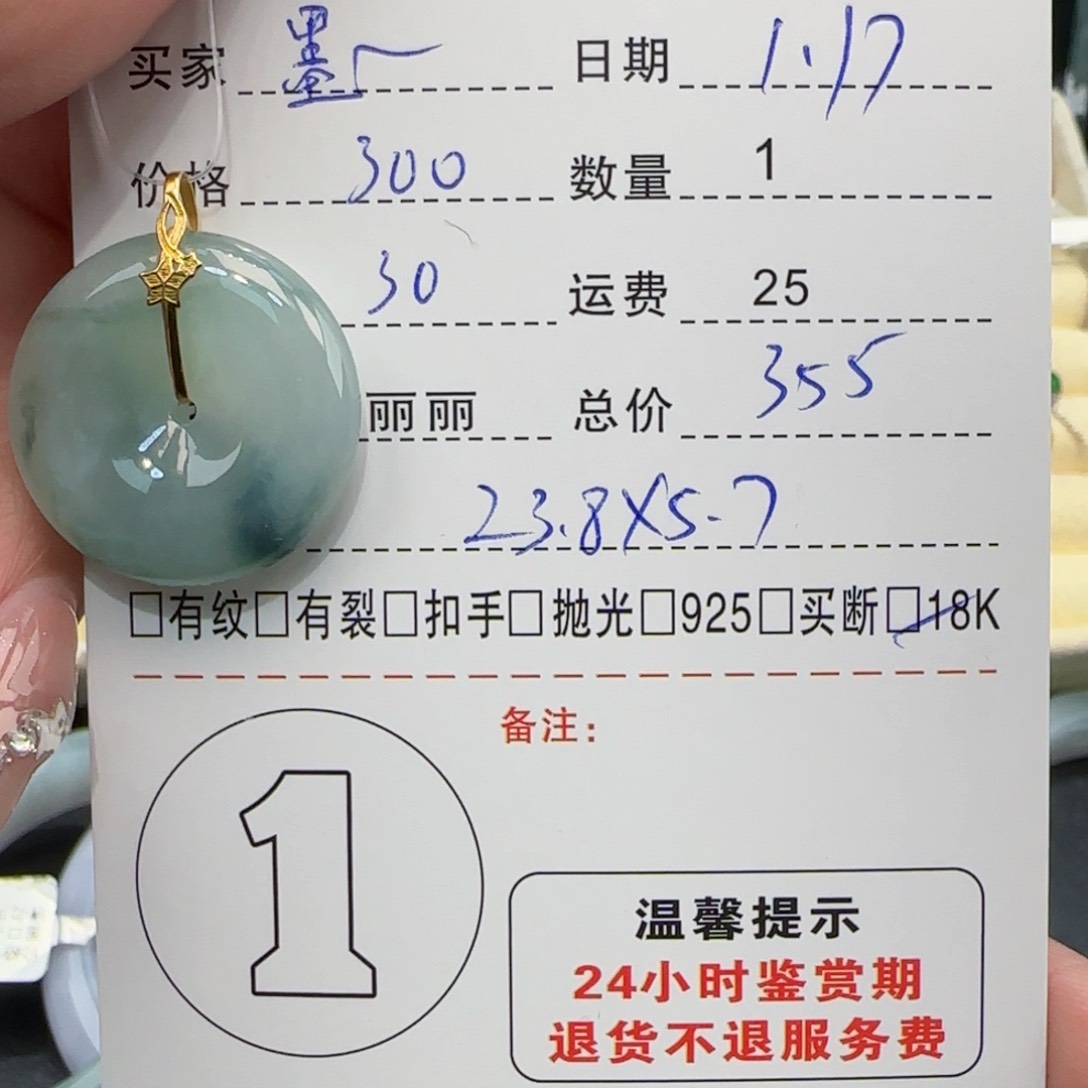 买家 墨 日期 1.17
价格 300 数量 1
30 运费 25
丽丽 总价 355
23.8X5.7
□有纹□有裂□扣手□抛光□925□买断□18K
备注：
1
温馨提示
24小时鉴赏期
退货不退服务费